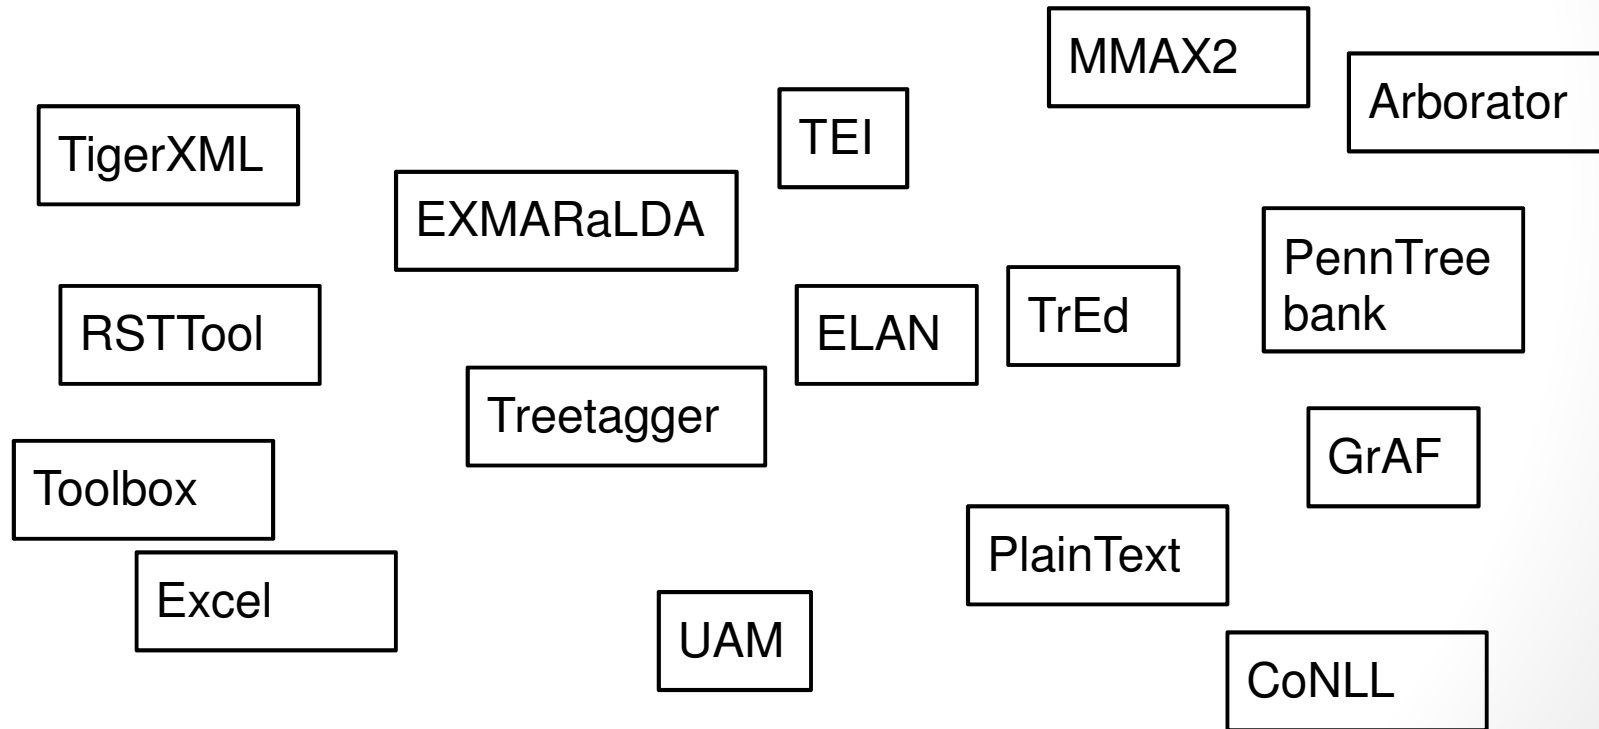 MMAX2
Arborator
TEI
TigerXML
EXMARaLDA
PennTree
bank
TrEd
RSTTool
ELAN
Treetagger
GrAF
Toolbox
PlainText
Excel
UAM
CoNLL